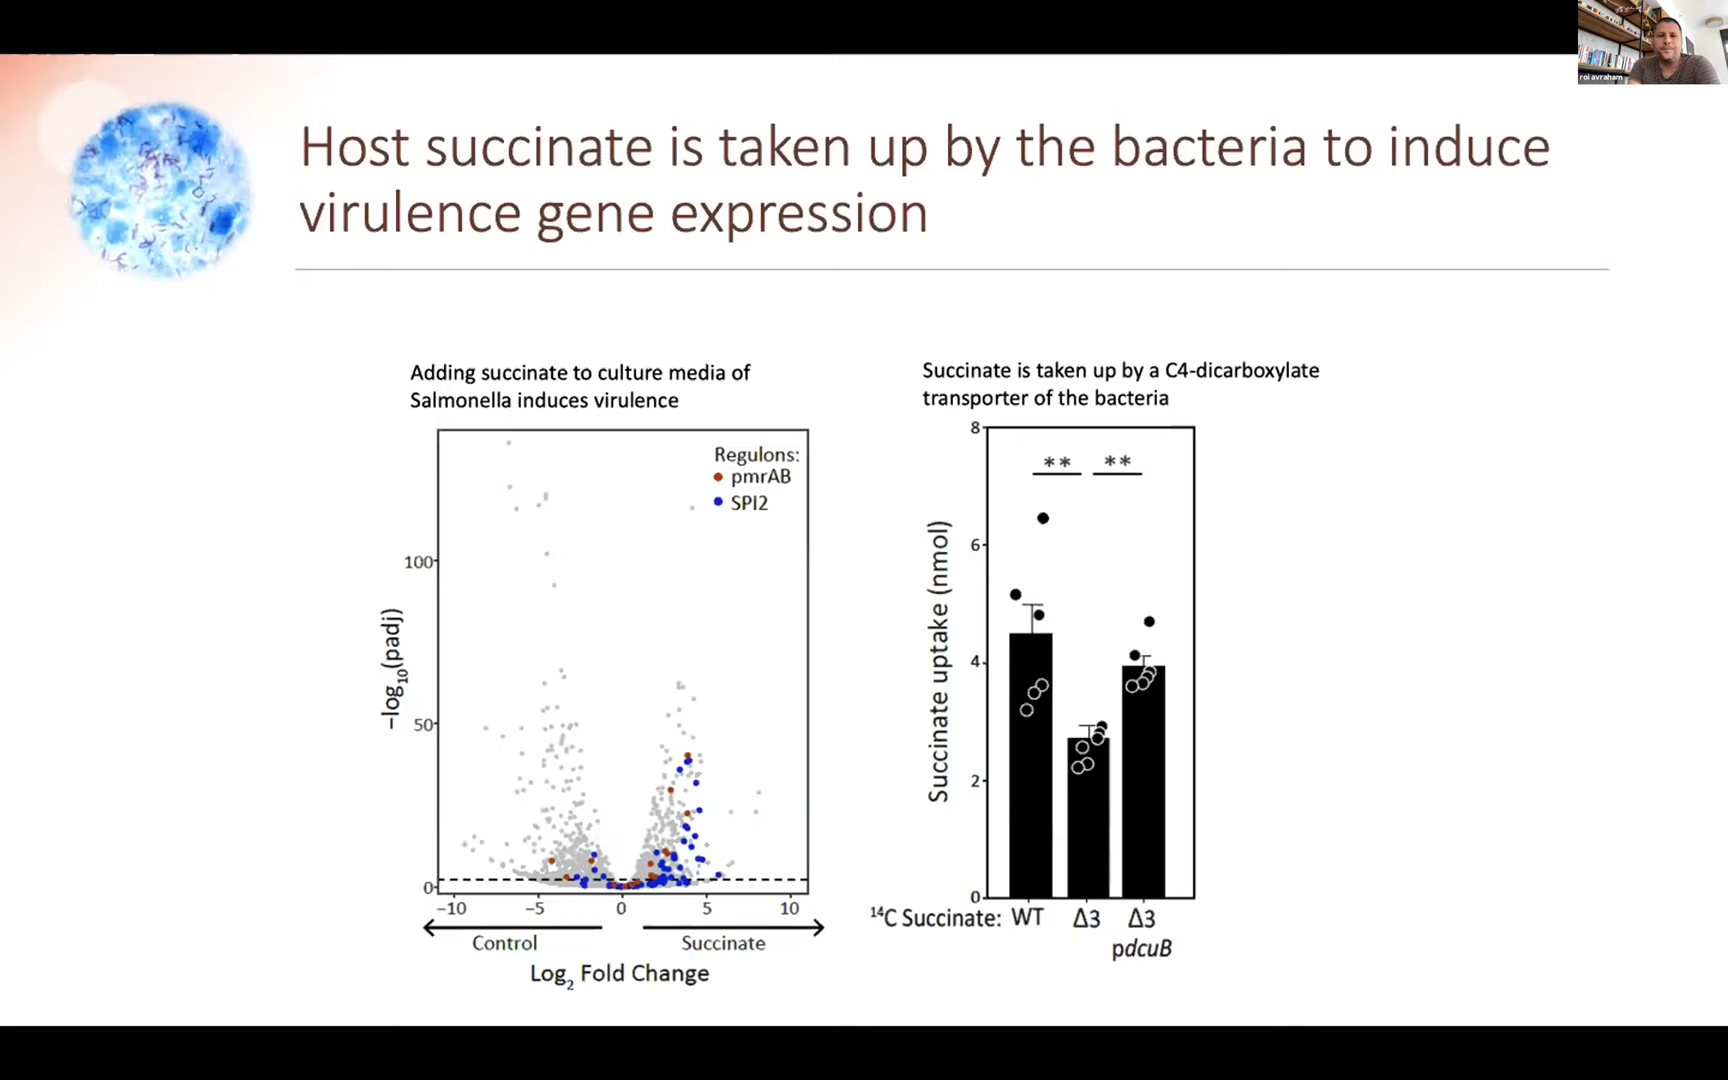 roi avraham
Host succinate is taken up by the bacteria to induce
virulence gene expression
Adding succinate to culture media of
Salmonella induces virulence
Regulons:
pmrAB
SPI2
−log10(padj)
100
50
0
−10 −5 0 5 10
Control Succinate
Log2 Fold Change
Succinate is taken up by a C4-dicarboxylate
transporter of the bacteria
** **
Succinate uptake (nmol)
8
6
4
2
0
14C Succinate: WT Δ3 Δ3
pdcuB